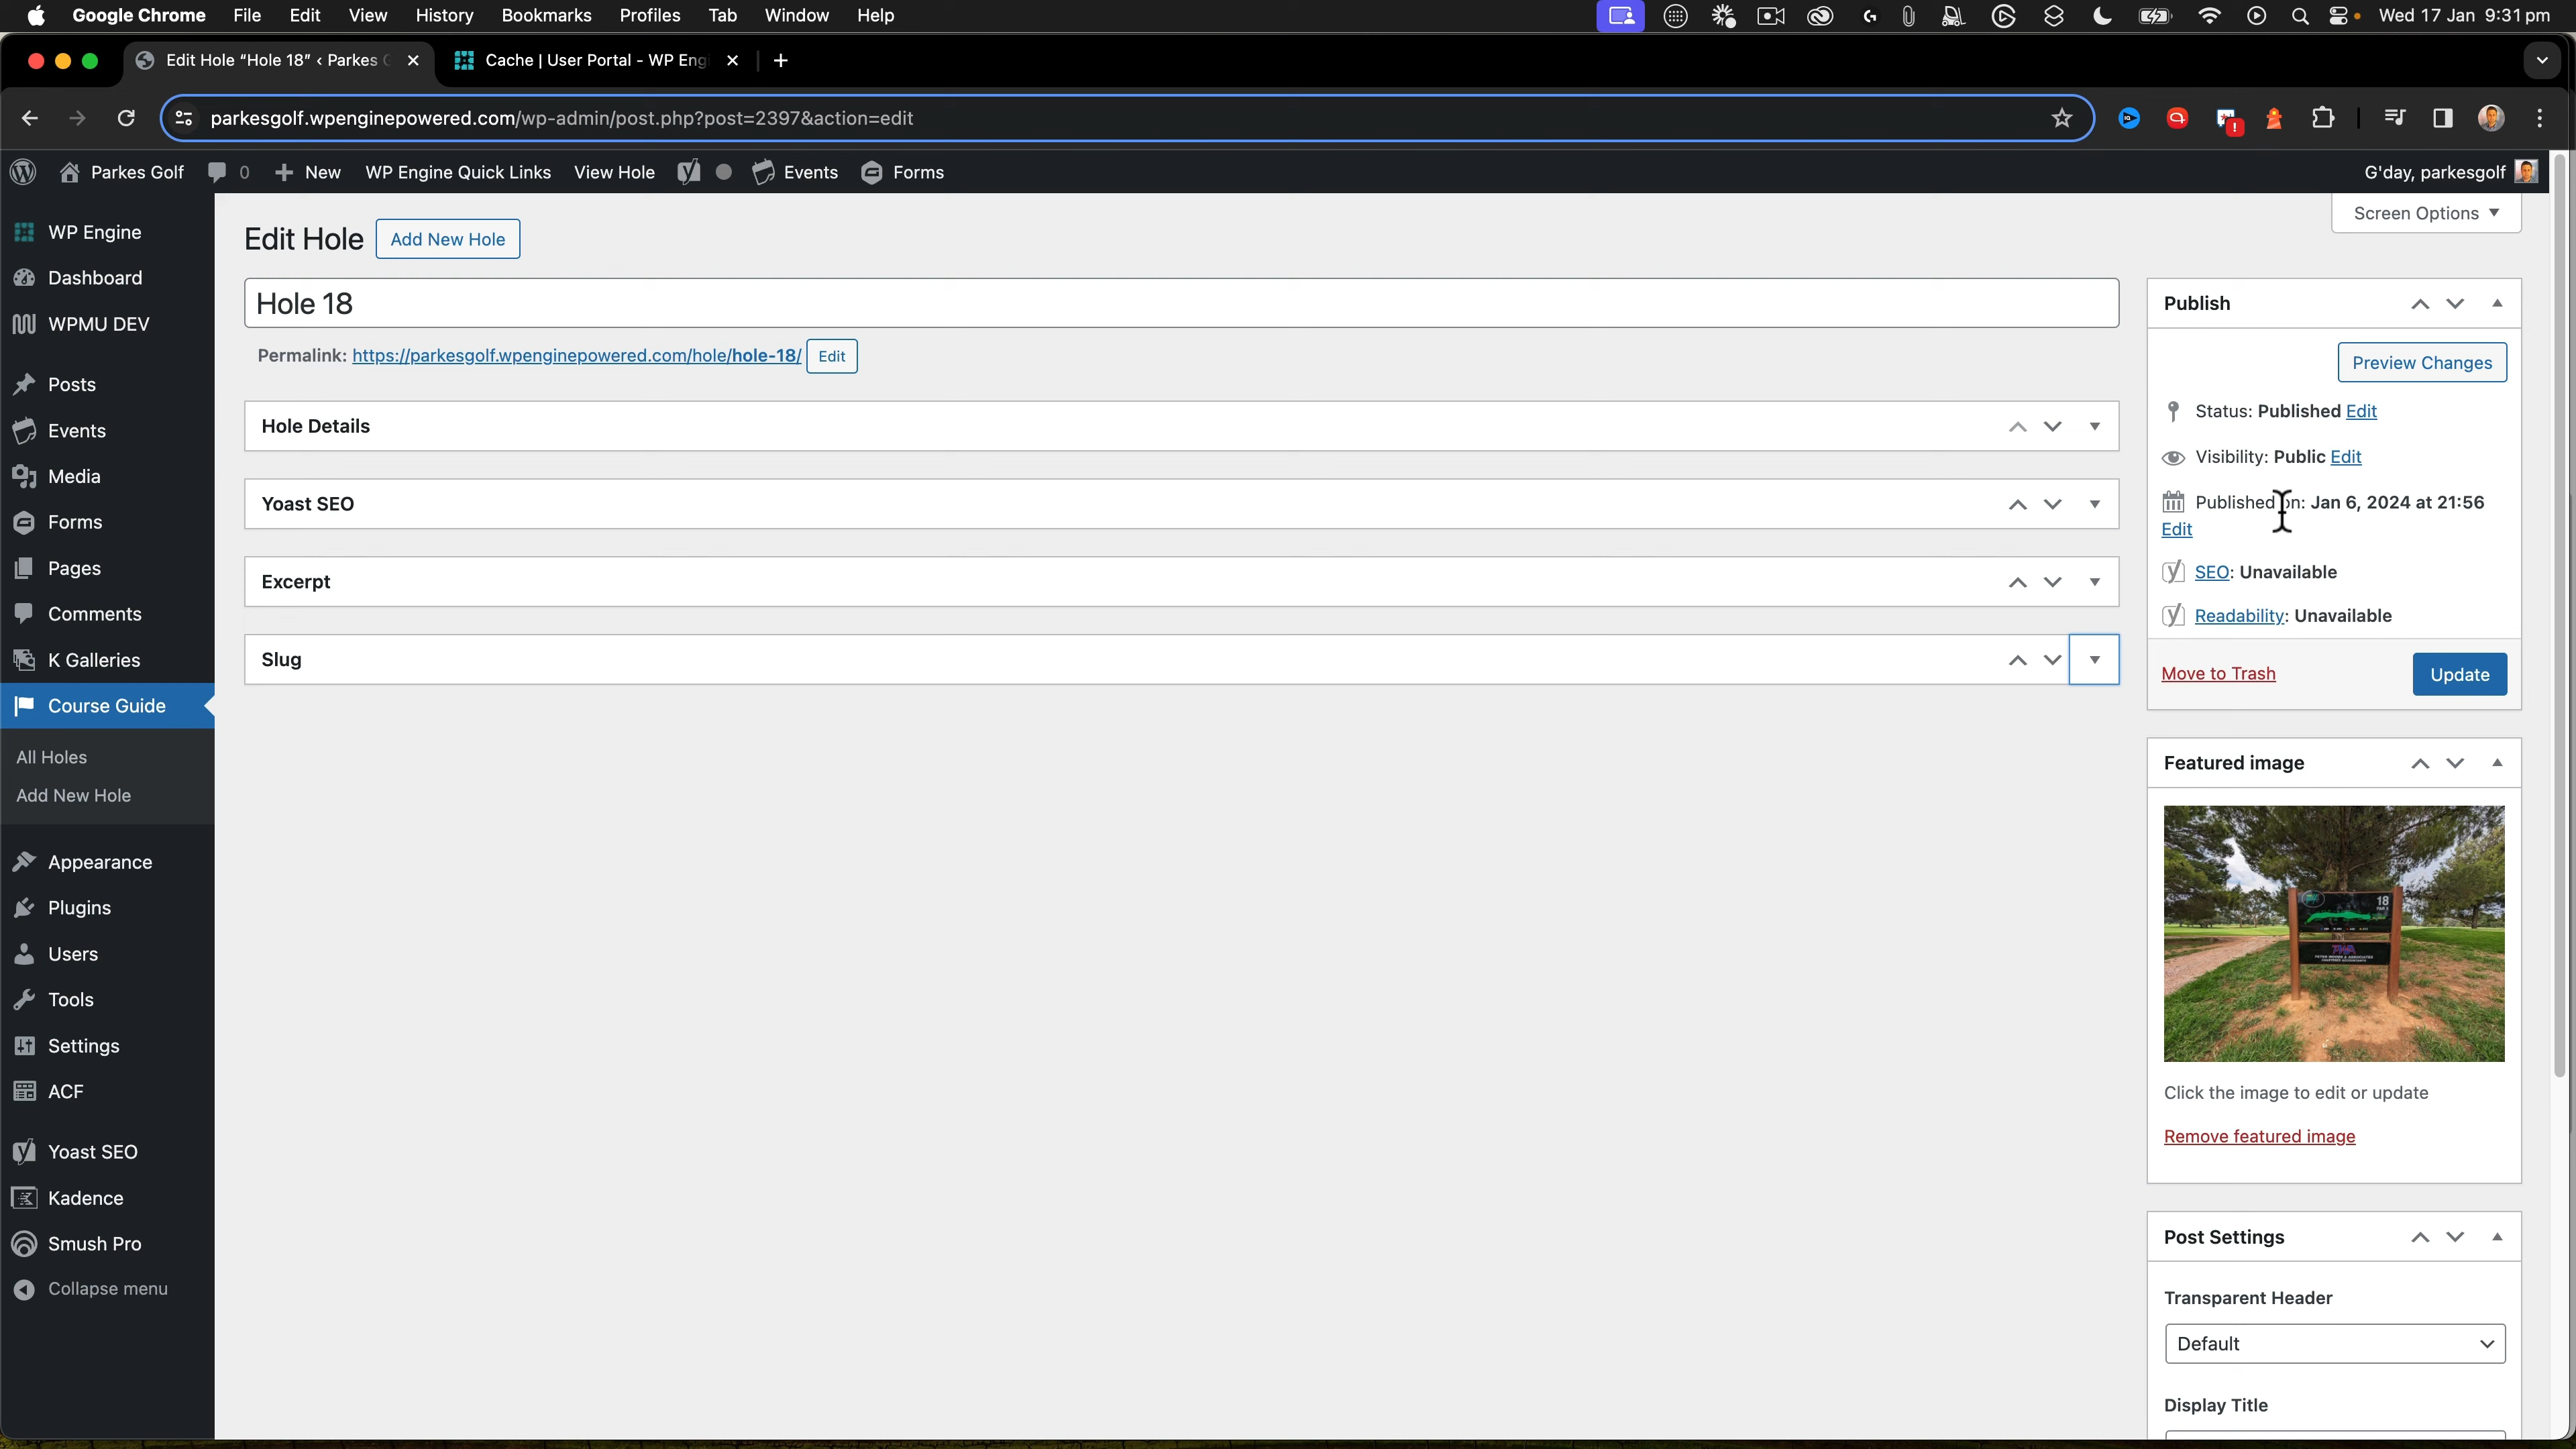 Google Chrome File Edit View History Bookmarks Profiles Tab Window Help Wed 17 Jan 9:31 pm
Edit Hole “Hole 18” ‹ Parkes Cache | User Portal - WP Eng
parkesgolf.wpenginepowered.com/wp-admin/post.php?post=2397&action=edit
Parkes Golf 0 New WP Engine Quick Links View Hole Events Forms G'day, parkesgolf
Screen Options
WP Engine
Dashboard
WPMU DEV
Posts
Events
Media
Forms
Pages
Comments
K Galleries
Course Guide
All Holes
Add New Hole
Appearance
Plugins
Users
Tools
Settings
ACF
Yoast SEO
Kadence
Smush Pro
Collapse menu
Edit Hole Add New Hole
Hole 18
Permalink: https://parkesgolf.wpenginepowered.com/hole/hole-18/ Edit
Hole Details
Yoast SEO
Excerpt
Slug
Publish
Preview Changes
Status: Published Edit
Visibility: Public Edit
Published on: Jan 6, 2024 at 21:56
Edit
SEO: Unavailable
Readability: Unavailable
Move to Trash Update
Featured image
18
Click the image to edit or update
Remove featured image
Post Settings
Transparent Header
Default
Display Title